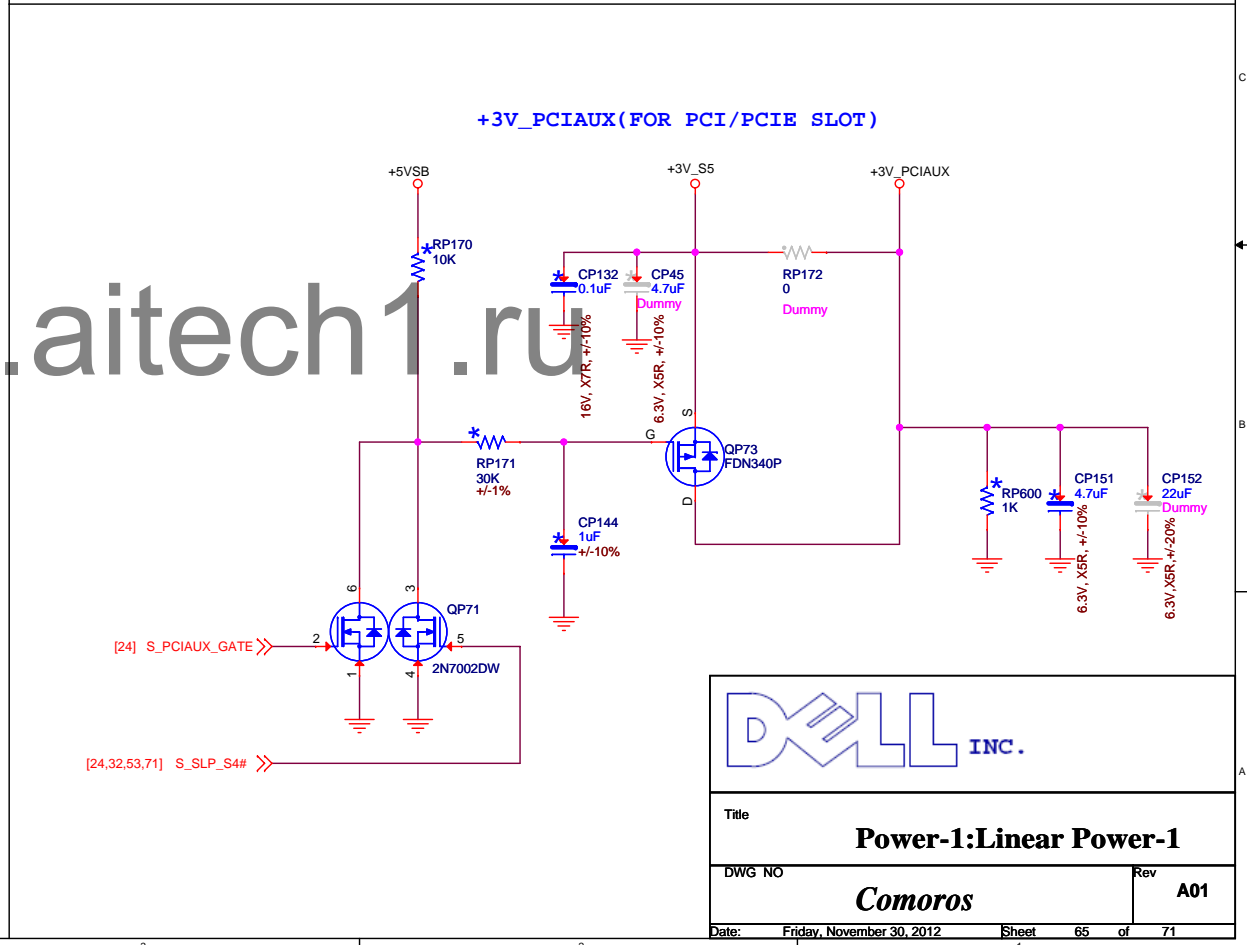 C
+3V_PCIAUX(FOR PCI/PCIE SLOT)
+5VSB
+3V_S5
+3V_PCIAUX
*
RP170
10K
*
CP132
0.1uF
16V, X7R, +/-10%
*
CP45
4.7uF
Dummy
6.3V, X5R, +/-10%
RP172
0
Dummy
.aitech1.ru
B
*
RP171
30K
+/-1%
S
G
D
QP73
FDN340P
*
CP144
1uF
+/-10%
*
RP600
1K
*
CP151
4.7uF
6.3V, X5R, +/-10%
*
CP152
22uF
Dummy
6.3V,X5R,+/-20%
6
3
QP71
[24] S_PCIAUX_GATE
2
5
1
4
2N7002DW
[24,32,53,71] S_SLP_S4#
A
DELL INC.
Title
Power-1:Linear Power-1
DWG NO
Comoros
Rev
A01
Date: Friday, November 30, 2012
Sheet 65 of 71